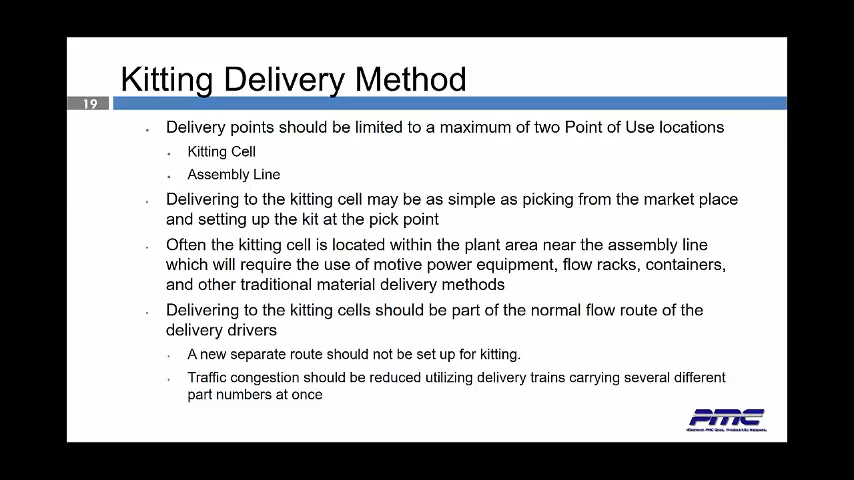 Kitting Delivery Method
19
Delivery points should be limited to a maximum of two Point of Use locations
Kitting Cell
Assembly Line
Delivering to the kitting cell may be as simple as picking from the market place
and setting up the kit at the pick point
Often the kitting cell is located within the plant area near the assembly line
which will require the use of motive power equipment, flow racks, containers,
and other traditional material delivery methods
Delivering to the kitting cells should be part of the normal flow route of the
delivery drivers
A new separate route should not be set up for kitting.
Traffic congestion should be reduced utilizing delivery trains carrying several different
part numbers at once
PMC